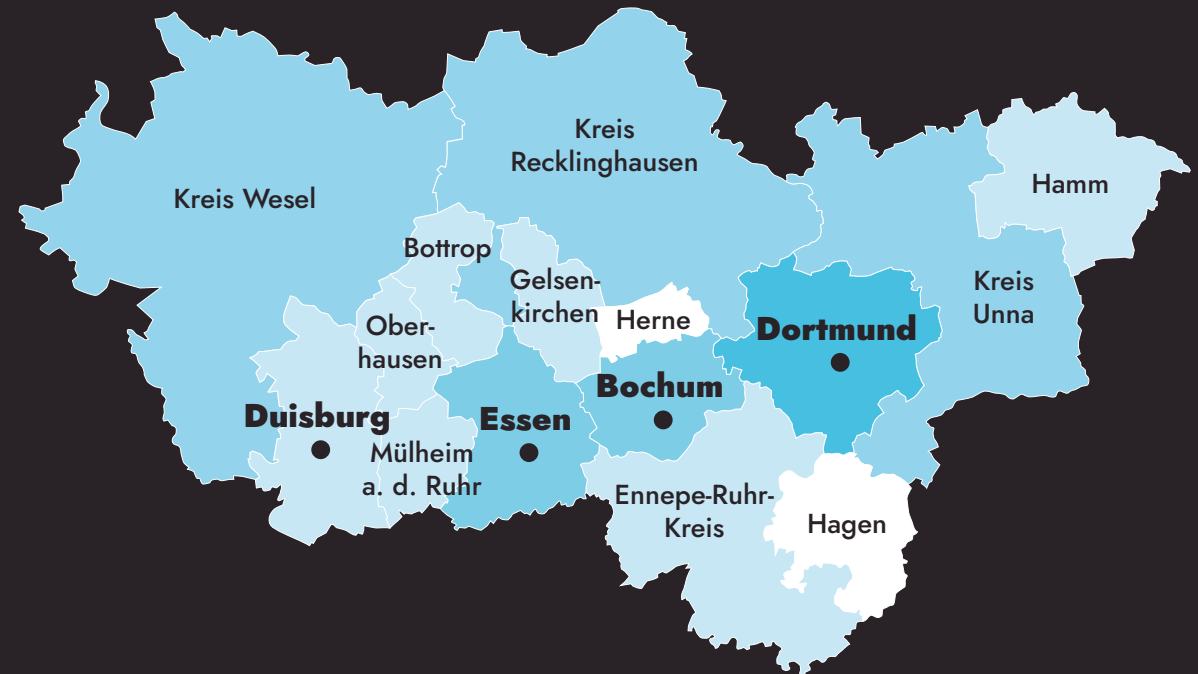 Kreis
Recklinghausen
Kreis Wesel
Hamm
Bottrop
Gelsen-
kirchen
Kreis
Unna
Ober-
hausen
Herne
Dortmund
Bochum
Duisburg
Essen
Mülheim
a. d. Ruhr
Ennepe-Ruhr-
Kreis
Hagen